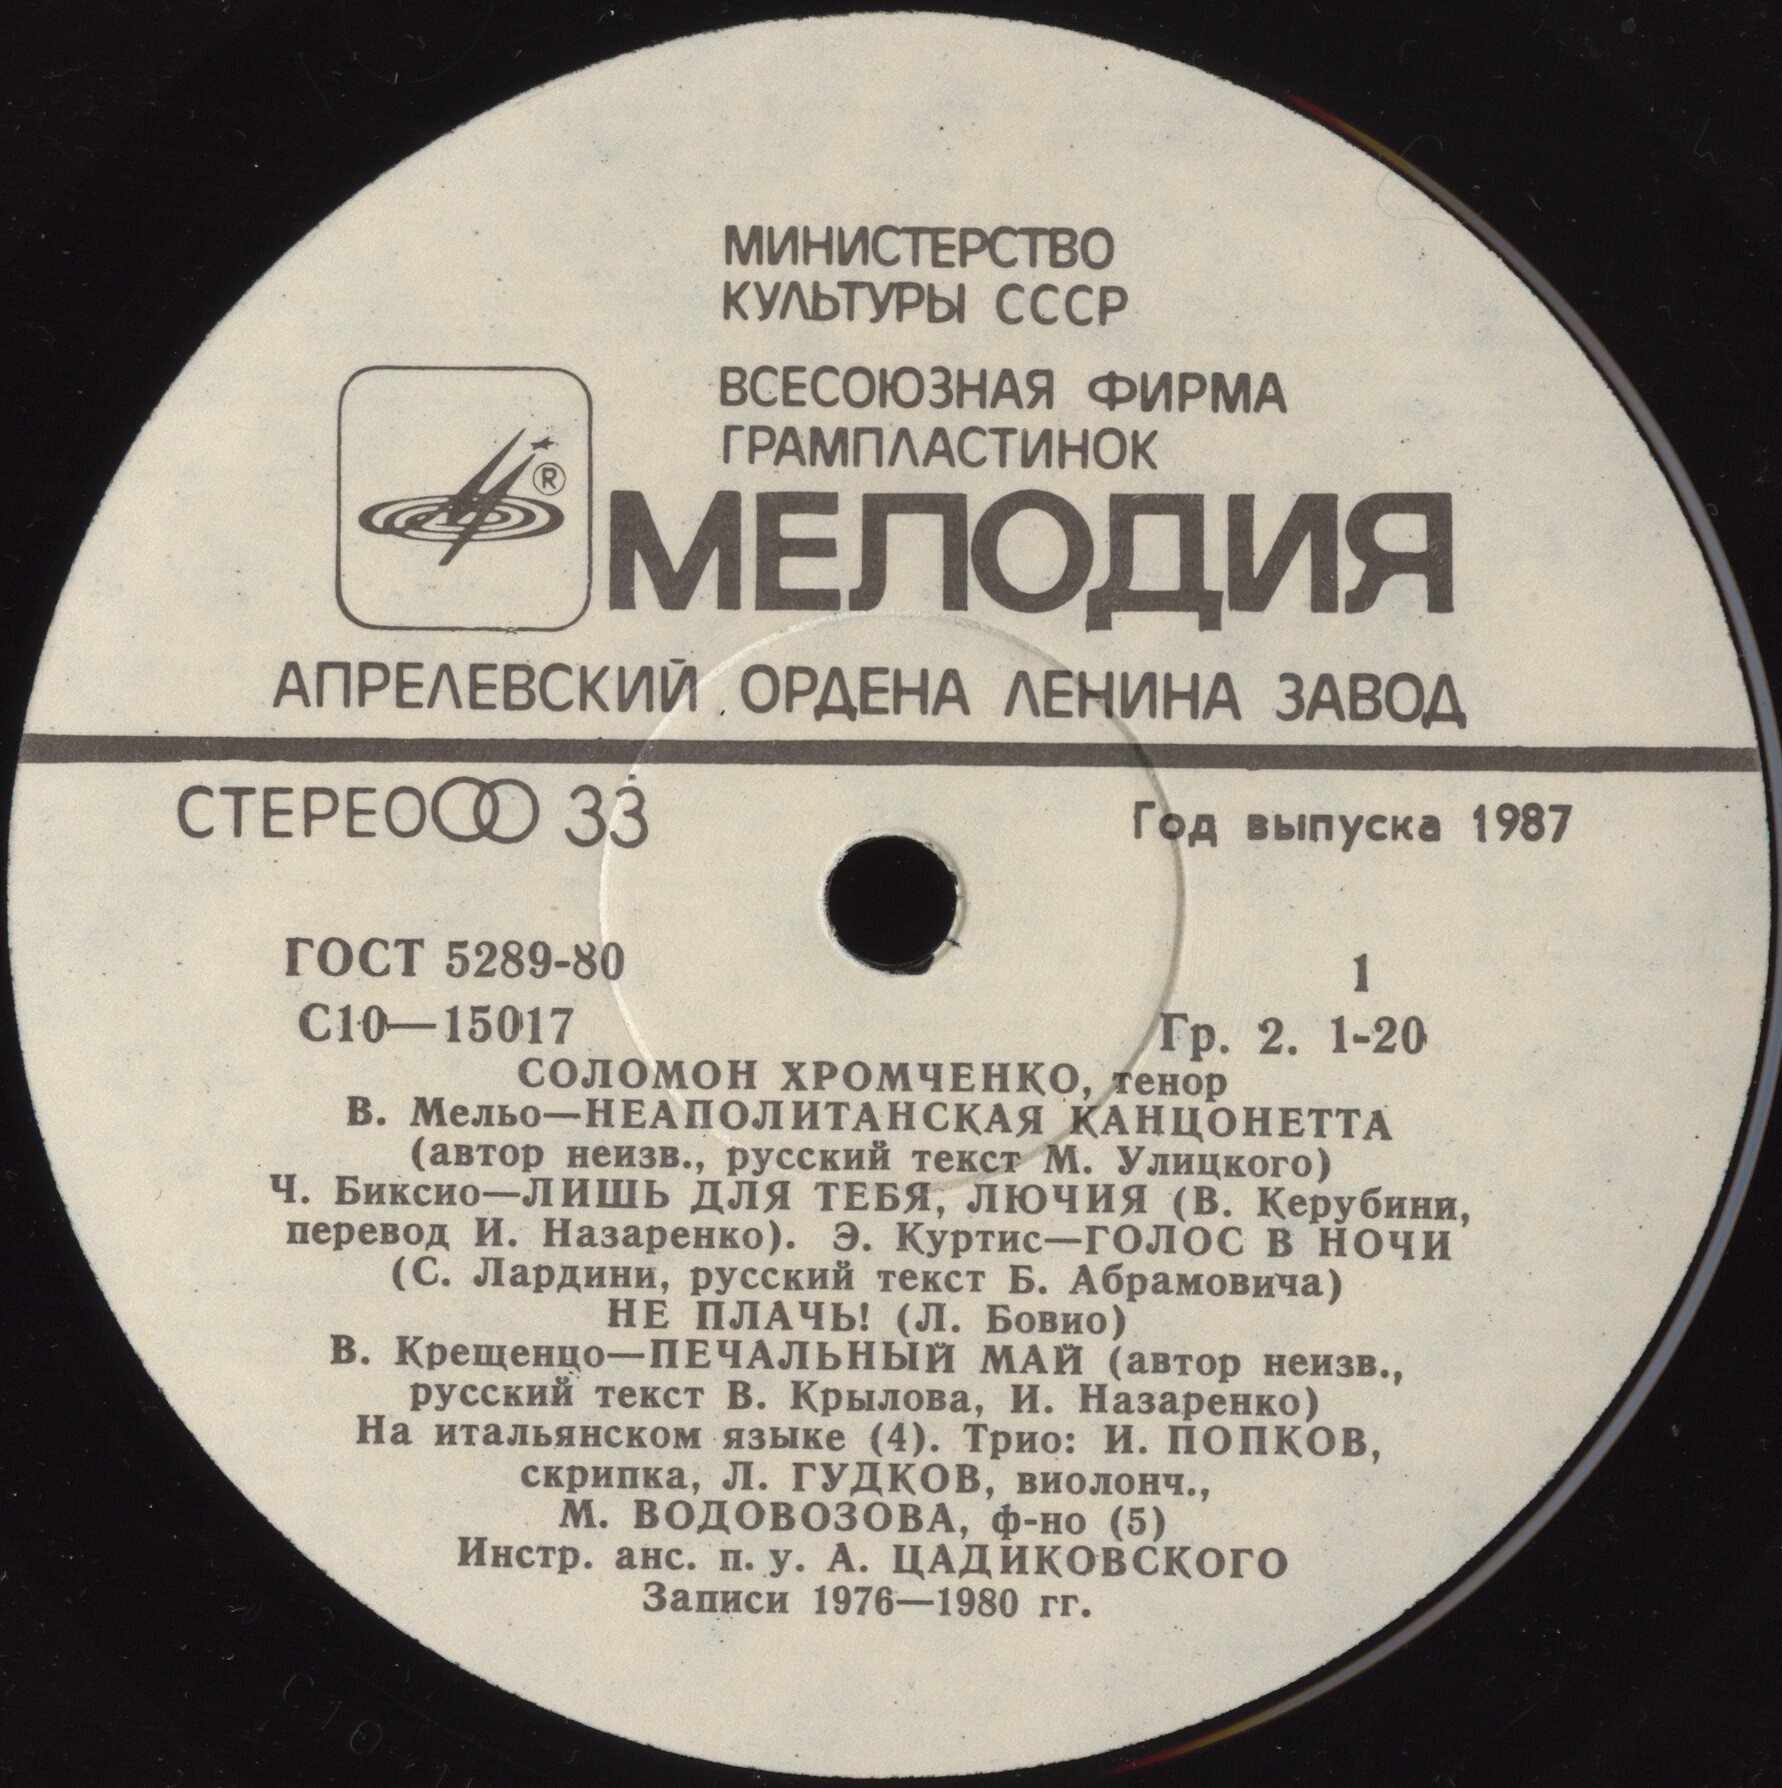 МИНИСТЕРСТВО
КУЛЬТУРЫ СССР
ВСЕСОЮЗНАЯ ФИРМА
ГРАМПЛАСТИНОК
®
МЕЛОДИЯ
АПРЕЛЕВСКИЙ ОРДЕНА ЛЕНИНА ЗАВОД
СТЕРЕО 33
Год выпуска 1987
ГОСТ 5289-80
1
С10—15017
Гр. 2. 1-20
СОЛОМОН ХРОМЧЕНКО, тенор
В. Мельо—НЕАПОЛИТАНСКАЯ КАНЦОНЕТТА
(автор неизв., русский текст М. Улицкого)
Ч. Биксио—ЛИШЬ ДЛЯ ТЕБЯ, ЛЮЧИЯ (В. Керубини,
перевод И. Назаренко). Э. Куртис—ГОЛОС В НОЧИ
(С. Лардини, русский текст Б. Абрамовича)
НЕ ПЛАЧЬ! (Л. Бовио)
В. Крещенцо—ПЕЧАЛЬНЫЙ МАЙ (автор неизв.,
русский текст В. Крылова, И. Назаренко)
На итальянском языке (4). Трио: И. ПОПКОВ,
скрипка, Л. ГУДКОВ, виолонч.,
М. ВОДОВОЗОВА, ф-но (5)
Инстр. анс. п. у. А. ЦАДИКОВСКОГО
Записи 1976—1980 гг.